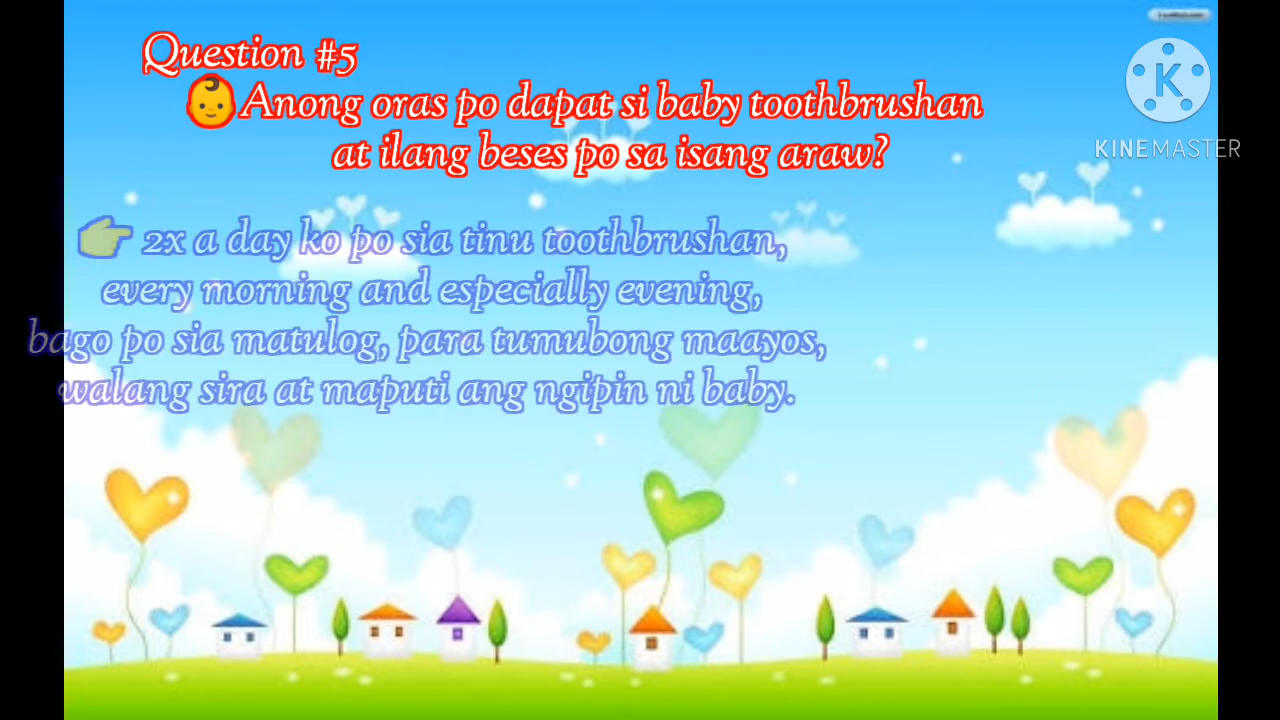 Question #5
👶Anong oras po dapat si baby toothbrushan
at ilang beses po sa isang araw?
👉 2x a day ko po sia tinu toothbrushan,
every morning and especially evening,
bago po sia matulog, para tumubong maayos,
walang sira at maputi ang ngipin ni baby.
K
KINEMASTER